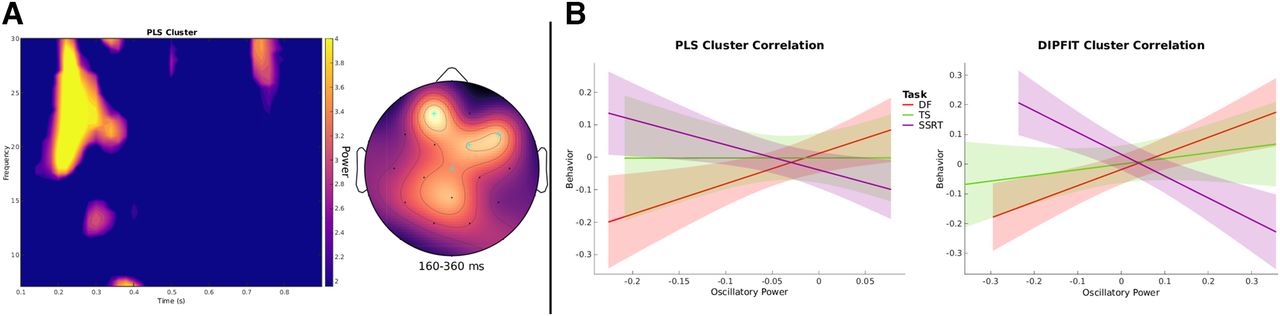 A
PLS Cluster
30
25
20
15
10
Frequency
0.1 0.2 0.3 0.4 0.5 0.6 0.7 0.8
Time (s)
4
3.8
3.6
3.4
3.2
3
2.8
2.6
2.4
2.2
2
Power
160-360 ms
B
PLS Cluster Correlation
0.2
0.1
0
-0.1
-0.2
-0.3
Behavior
-0.2 -0.15 -0.1 -0.05 0 0.05
Oscillatory Power
Task
DF
TS
SSRT
DIPFIT Cluster Correlation
0.3
0.2
0.1
0
-0.1
-0.2
-0.3
Behavior
-0.3 -0.2 -0.1 0 0.1 0.2 0.3
Oscillatory Power